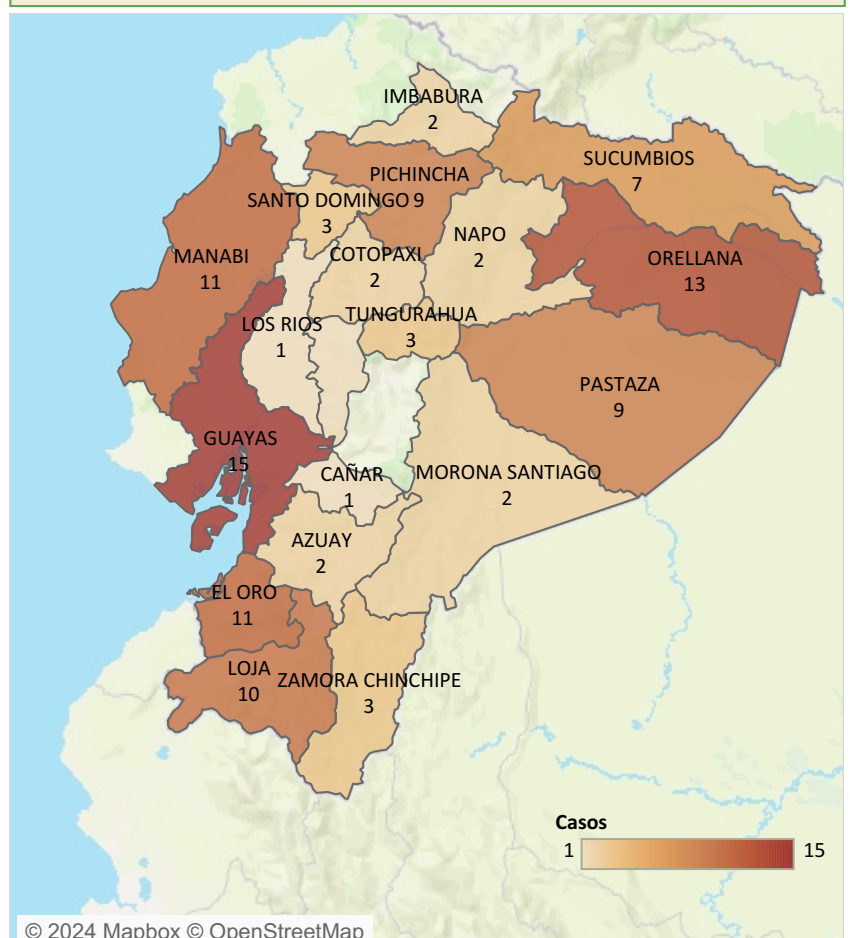 IMBABURA
2
SUCUMBIOS
7
PICHINCHA
9
SANTO DOMINGO
3
NAPO
2
COTOPAXI
2
MANABI
11
ORELLANA
13
TUNGURAHUA
3
LOS RIOS
1
PASTAZA
9
GUAYAS
15
CAÑAR
1
MORONA SANTIAGO
2
AZUAY
2
EL ORO
11
LOJA
10
ZAMORA CHINCHIPE
3
Casos
1 15
© 2024 Mapbox © OpenStreetMap